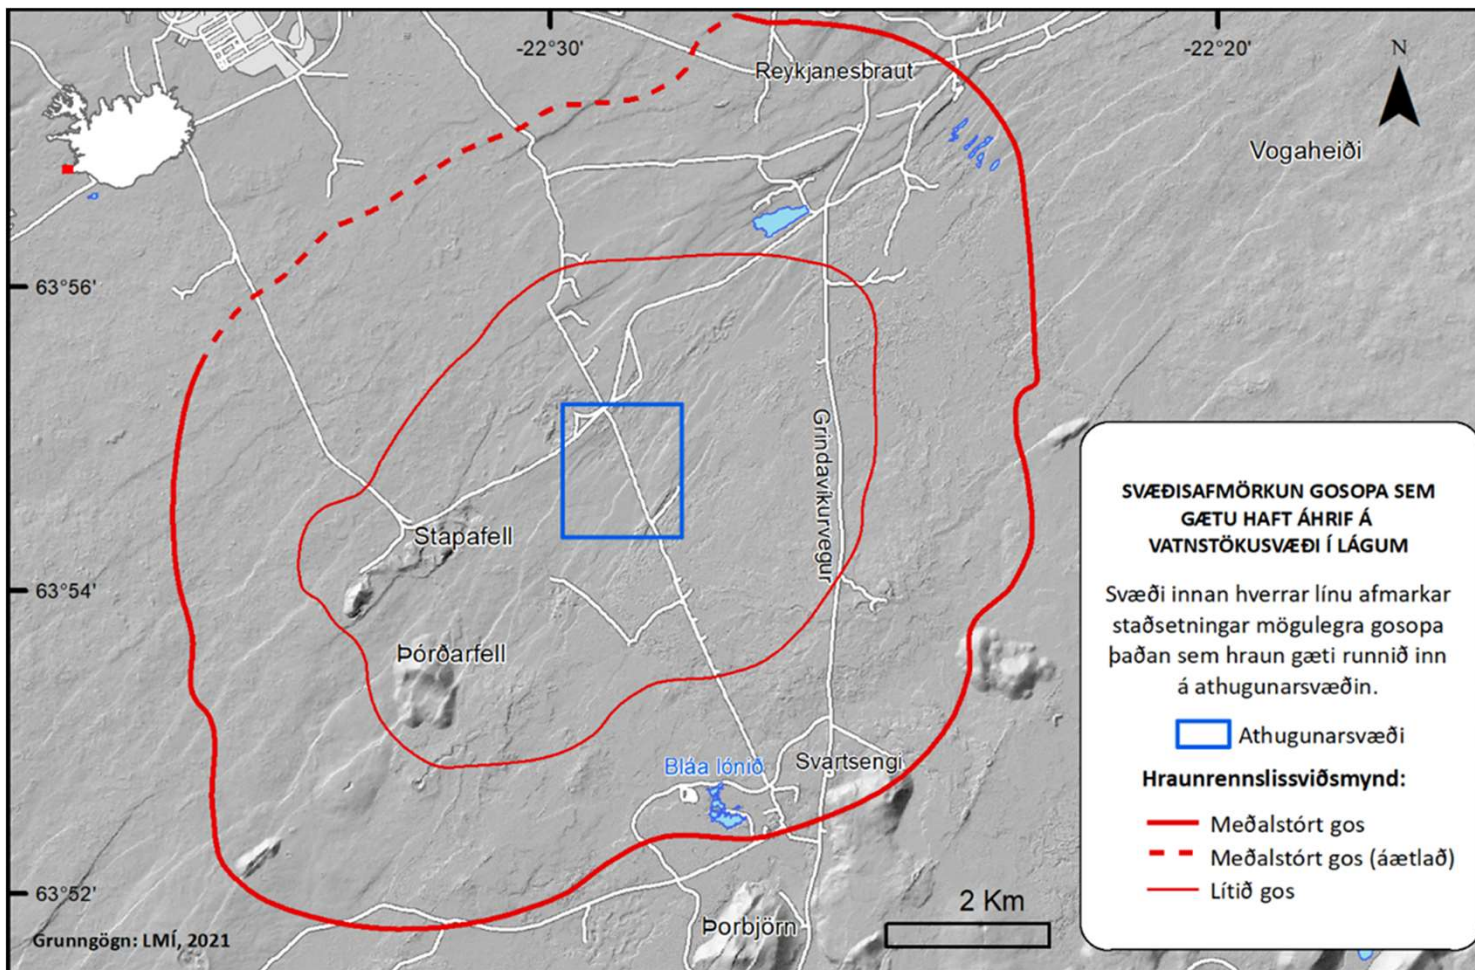 -22°30'
-22°20'
N
Reykjanesbraut
Vogaheiði
63°56'
Grindavíkurvegur
Stapafell
63°54'
Þórðarfell
Bláa lónið
Svartsengi
63°52'
Þorbjörn
2 Km
Grunngögn: LMÍ, 2021
SVÆÐISAFMÖRKUN GOSOPA SEM
GÆTU HAFT ÁHRIF Á
VATNSTÖKUSVÆÐI Í LÁGUM
Svæði innan hverrar línu afmarkar
staðsetningar mögulegra gosopa
þaðan sem hraun gæti runnið inn
á athugunarsvæðin.
Athugunarsvæði
Hraunrennslissviðsmynd:
Meðalstórt gos
Meðalstórt gos (áætlað)
Lítið gos